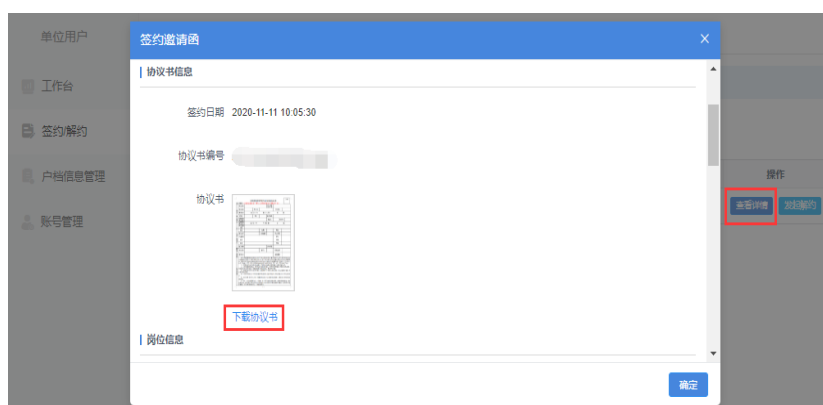 单位用户
工作台
签约/解约
户档信息管理
账号管理
签约邀请函
协议书信息
签约日期 2020-11-11 10:05:30
协议书编号
协议书
下载协议书
岗位信息
确定
操作
查看详情 发起解约